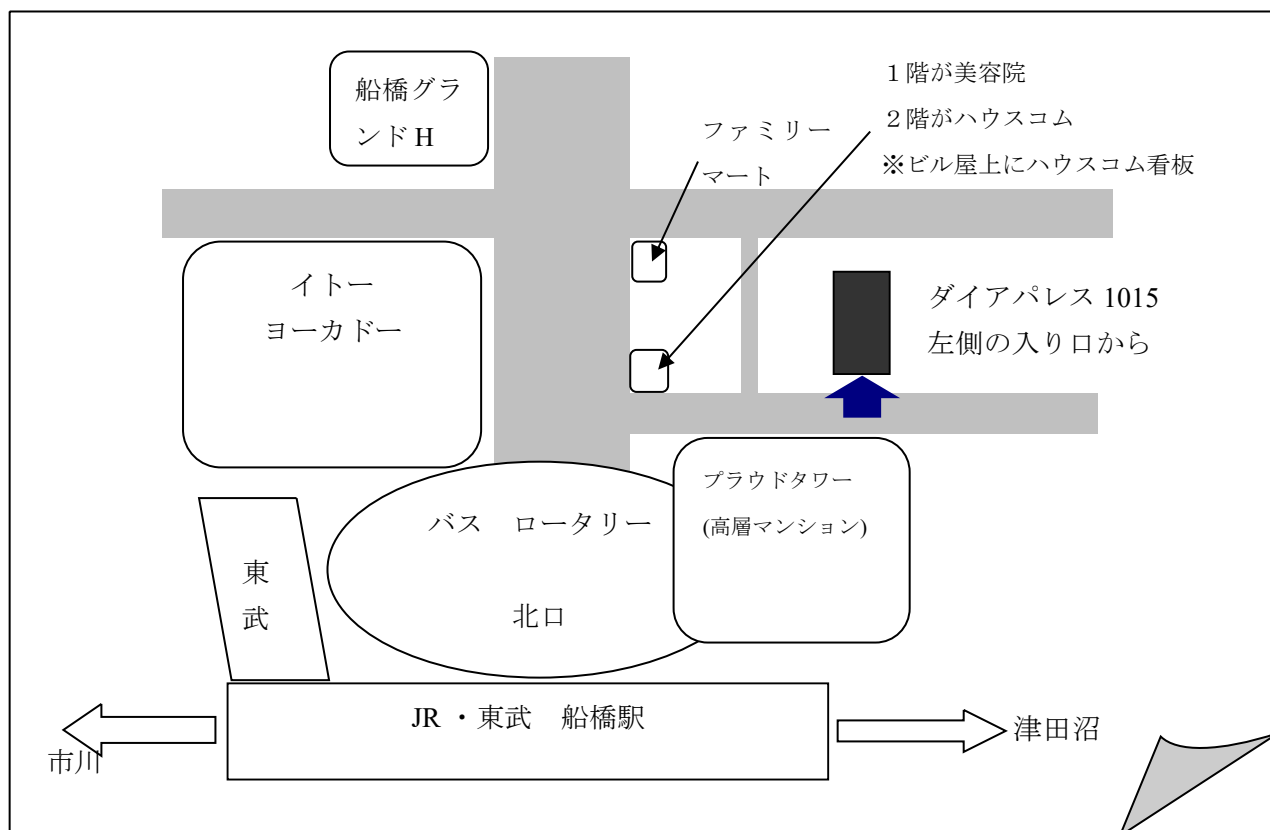 船橋グラ
ンド H
ファミリー
マート
１階が美容院
２階がハウスコム
※ビル屋上にハウスコム看板
イトー
ヨーカドー
ダイアパレス 1015
左側の入り口から
プラウドタワー
(高層マンション)
バス　ロータリー
北口
東
武
JR ・東武　船橋駅
市川
津田沼